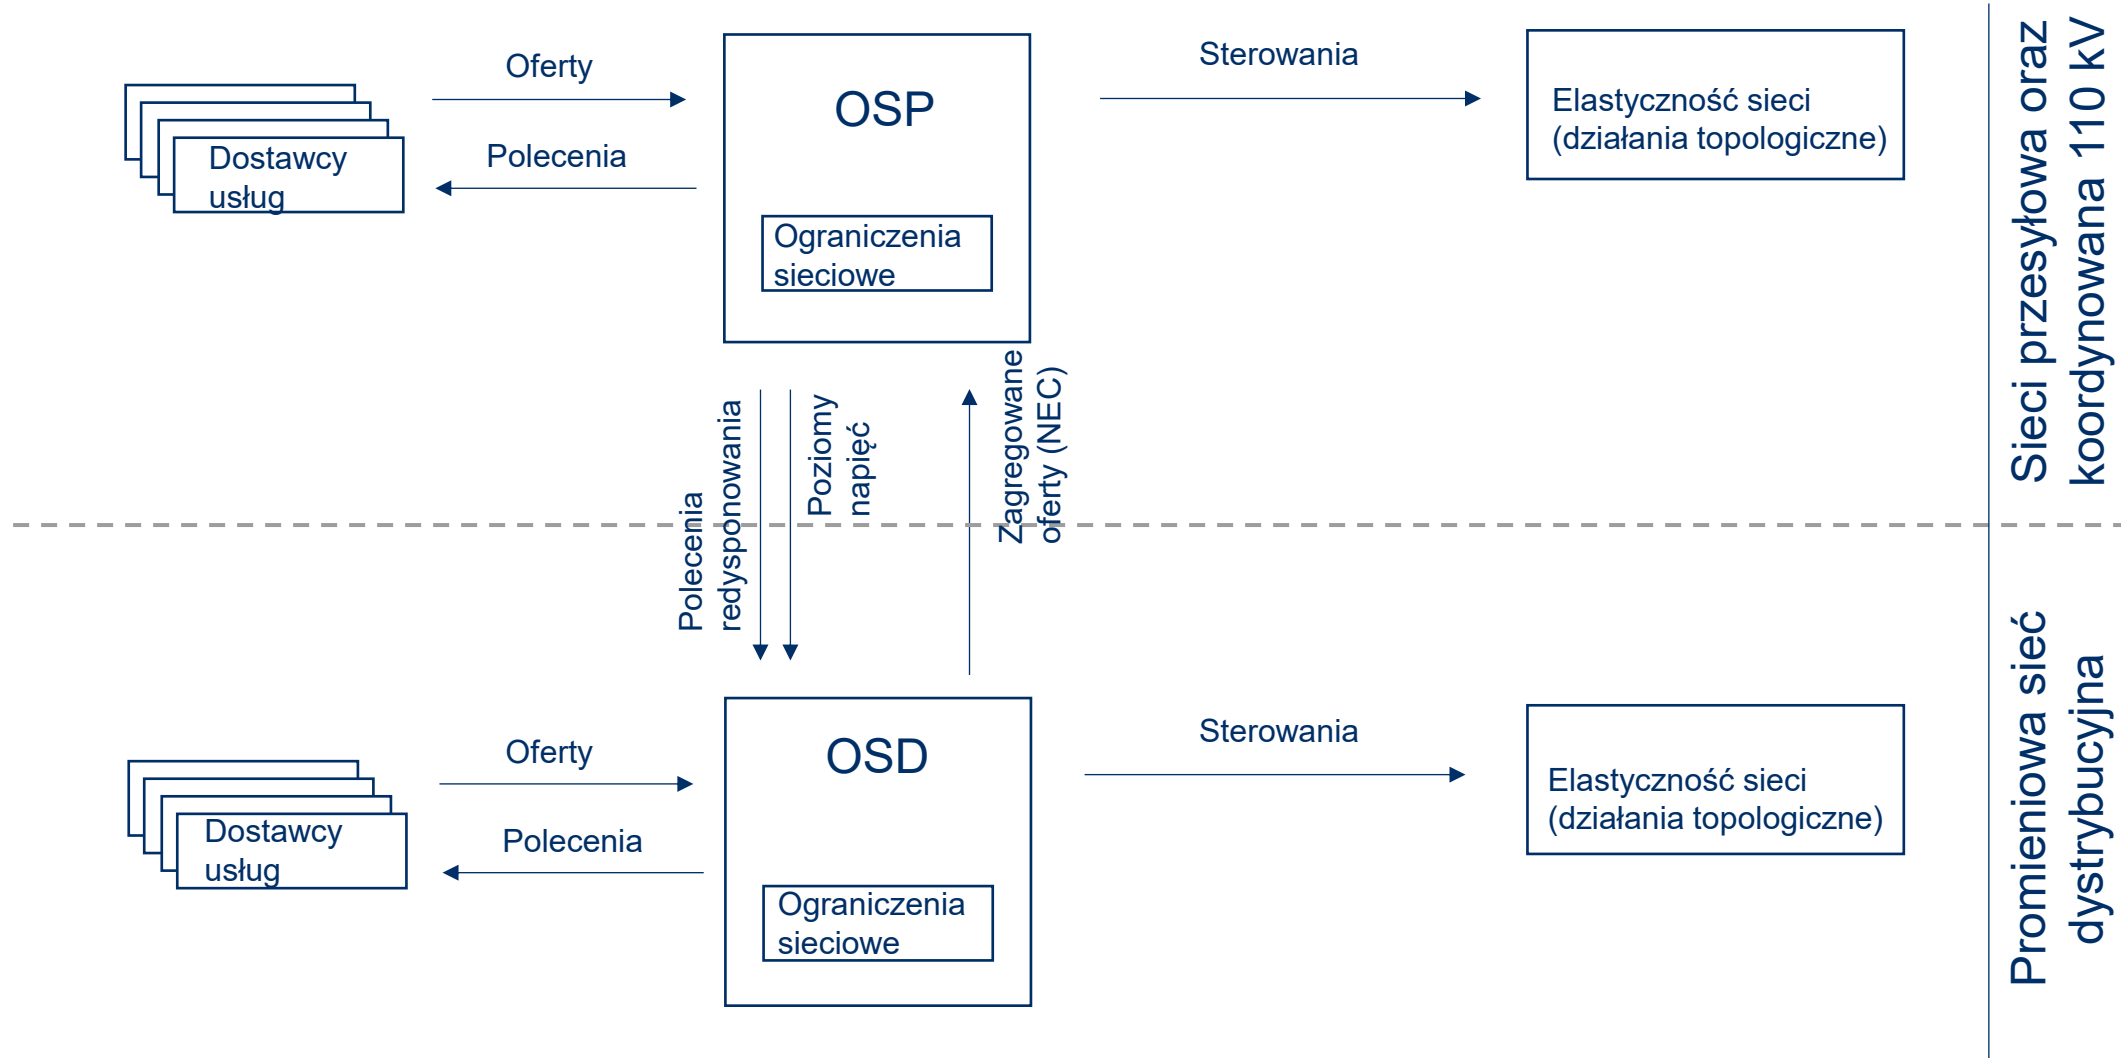 Oferty
Polecenia
Dostawcy
usług
OSP
Ograniczenia
sieciowe
Sterowania
Elastyczność sieci
(działania topologiczne)
Sieci przesyłowa oraz
koordynowana 110 kV
Polecenia
redysponowania
Poziomy
napięć
Zagregowane
oferty (NEC)
Oferty
Polecenia
Dostawcy
usług
OSD
Ograniczenia
sieciowe
Sterowania
Elastyczność sieci
(działania topologiczne)
Promieniowa sieć
dystrybucyjna